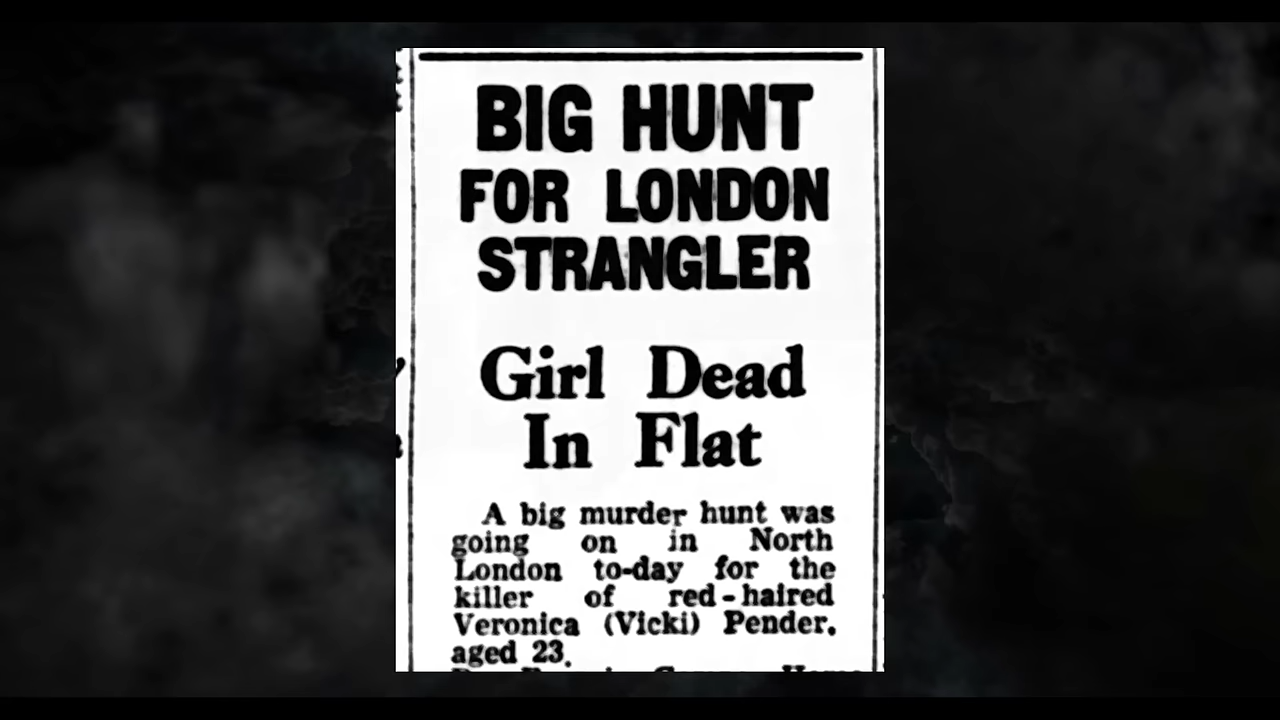 BIG HUNT
FOR LONDON
STRANGLER
Girl Dead
In Flat
A big murder hunt was
going on in North
London to-day for the
killer of red-haired
Veronica (Vicki) Pender,
aged 23.